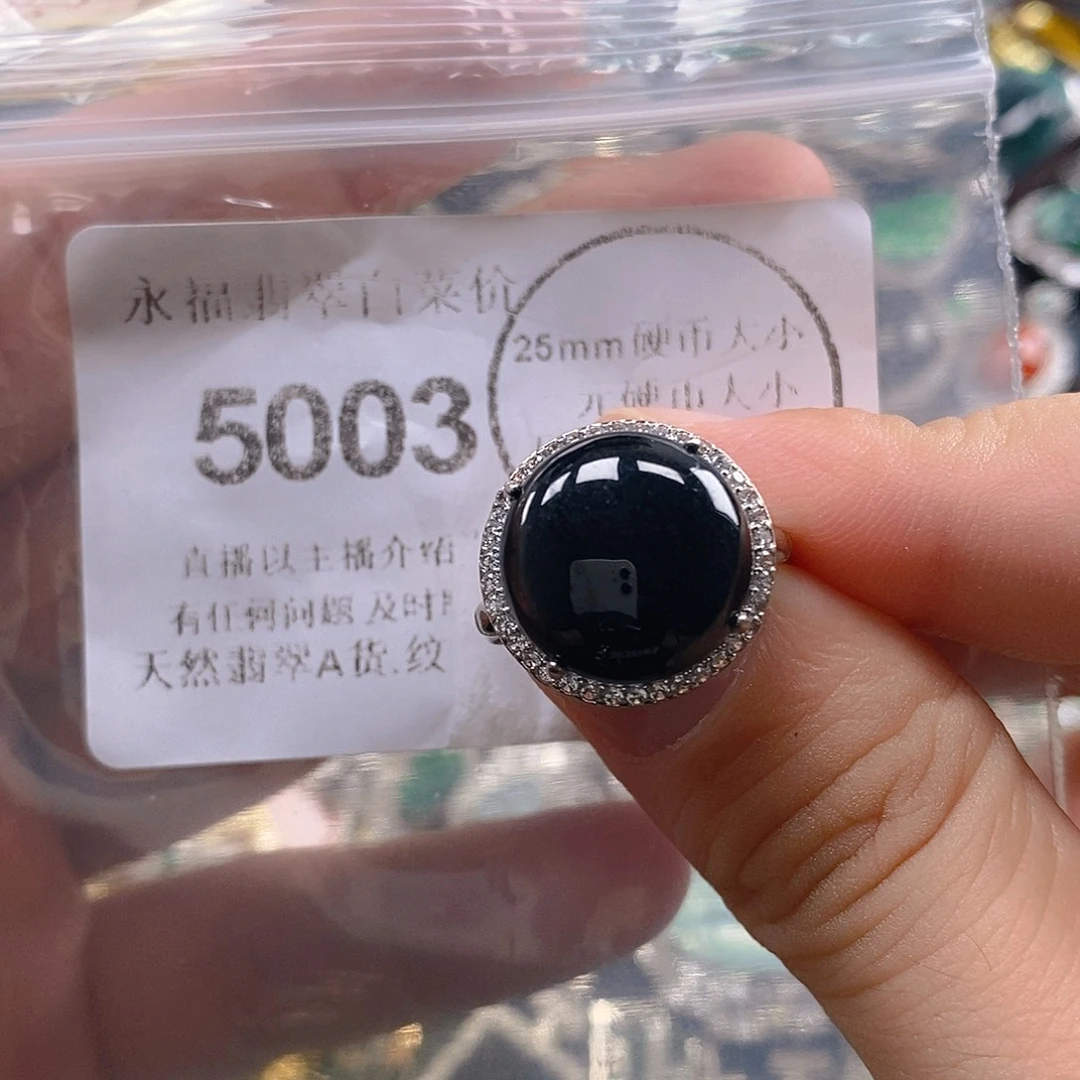 永福翡翠白菜价
25mm硬币大小
元硬币大小
5003
直播以主播介绍
有任何问题及时
天然翡翠A货.纹